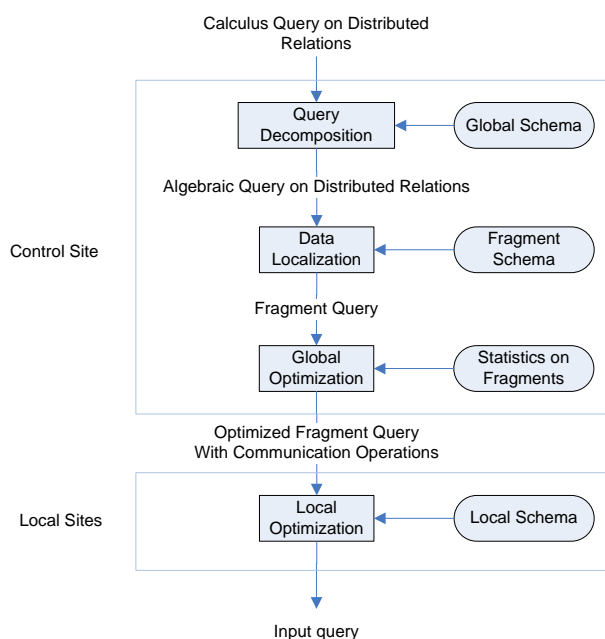 Calculus Query on Distributed
Relations
Query
Decomposition
Global Schema
Algebraic Query on Distributed Relations
Control Site
Data
Localization
Fragment
Schema
Fragment Query
Global
Optimization
Statistics on
Fragments
Optimized Fragment Query
With Communication Operations
Local Sites
Local
Optimization
Local Schema
Input query